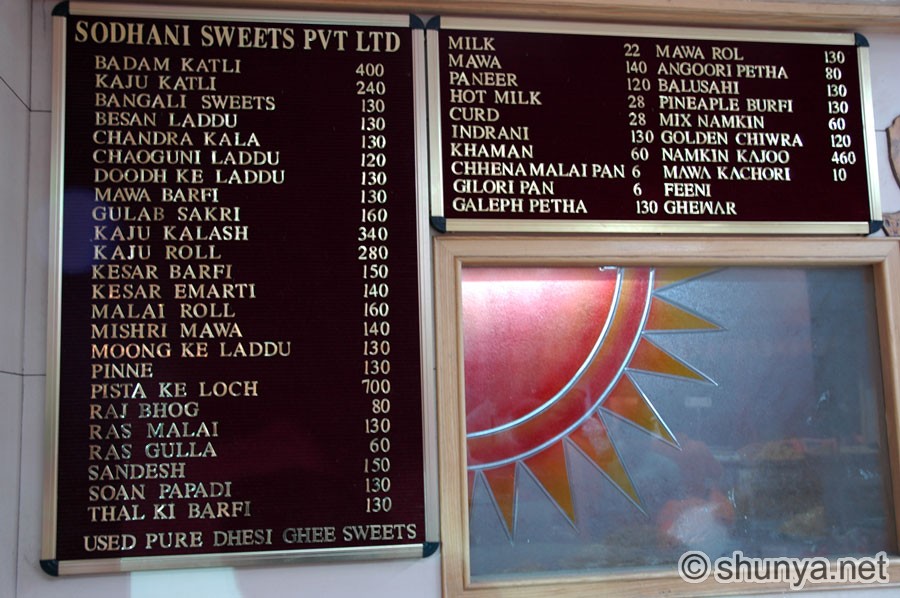 SODHANI SWEETS PVT LTD
BADAM KATLI 400
KAJU KATLI 240
BANGALI SWEETS 130
BESAN LADDU 130
CHANDRA KALA 130
CHAOGUNI LADDU 120
DOODH KE LADDU 130
MAWA BARFI 130
GULAB SAKRI 160
KAJU KALASH 340
KAJU ROLL 280
KESAR BARFI 150
KESAR EMARTI 140
MALAI ROLL 160
MISHRI MAWA 140
MOONG KE LADDU 130
PINNE 130
PISTA KE LOCH 700
RAJ BHOG 80
RAS MALAI 130
RAS GULLA 60
SANDESH 150
SOAN PAPADI 130
THAL KI BARFI 130
USED PURE DHESI GHEE SWEETS
MILK 22 MAWA ROL 130
MAWA 140 ANGOORI PETHA 80
PANEER 120 BALUSAHI 130
HOT MILK 28 PINEAPLE BURFI 130
CURD 28 MIX NAMKIN 60
INDRANI 130 GOLDEN CHIWRA 120
KHAMAN 60 NAMKIN KAJOO 460
CHHENA MALAI PAN 6 MAWA KACHORI 10
GILORI PAN 6 FEENI
GALEPH PETHA 130 GHEWAR
© shunya.net